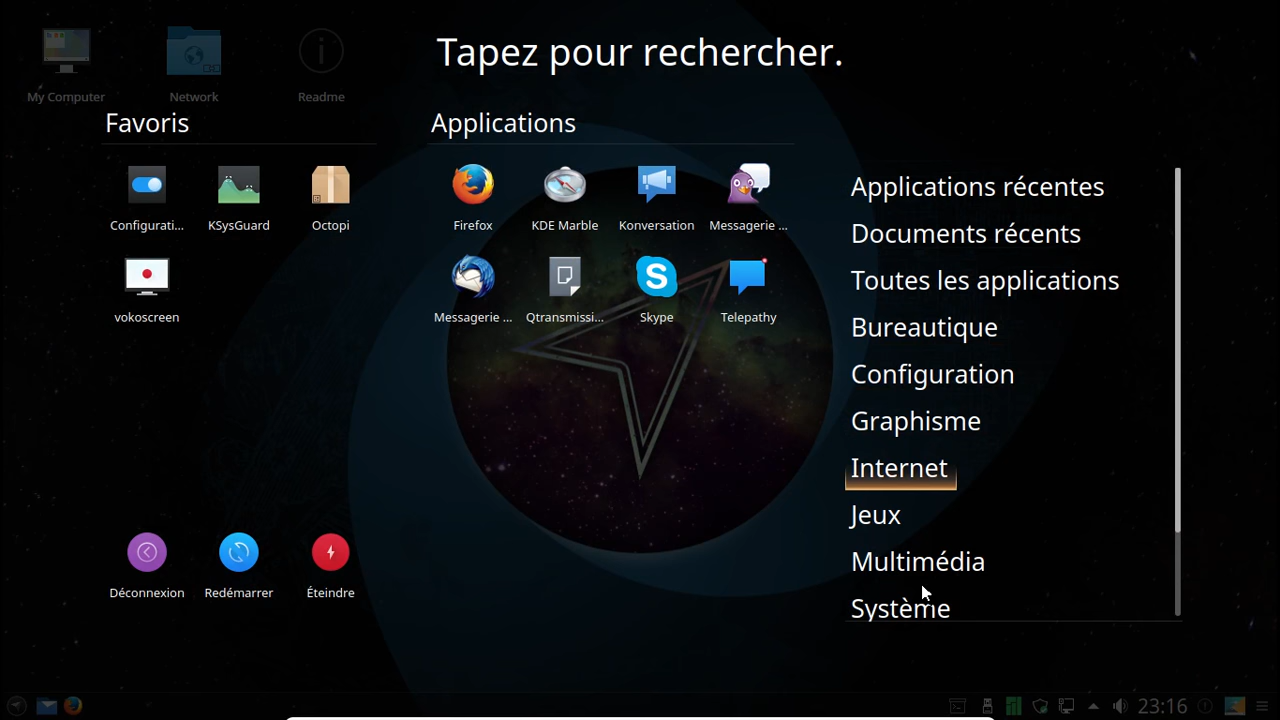 Tapez pour rechercher.
My Computer
Network
Readme
Favoris
Configurati...
KSysGuard
Octopi
vokoscreen
Déconnexion
Redémarrer
Éteindre
Applications
Firefox
KDE Marble
Konversation
Messagerie ...
Messagerie ...
Qtransmissi...
Skype
Telepathy
Applications récentes
Documents récents
Toutes les applications
Bureautique
Configuration
Graphisme
Internet
Jeux
Multimédia
Système
23:16